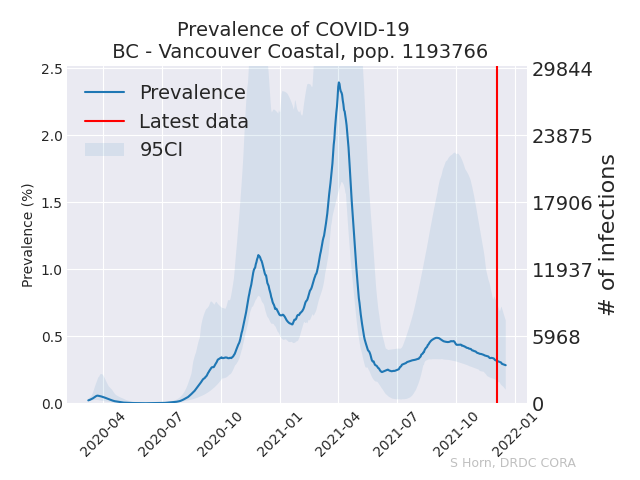 Prevalence of COVID-19
BC - Vancouver Coastal, pop. 1193766
Prevalence
Latest data
95CI
Prevalence (%)
2.5
2.0
1.5
1.0
0.5
0.0
29844
23875
17906
11937
5968
0
# of infections
2020-04
2020-07
2020-10
2021-01
2021-04
2021-07
2021-10
2022-01
S Horn, DRDC CORA